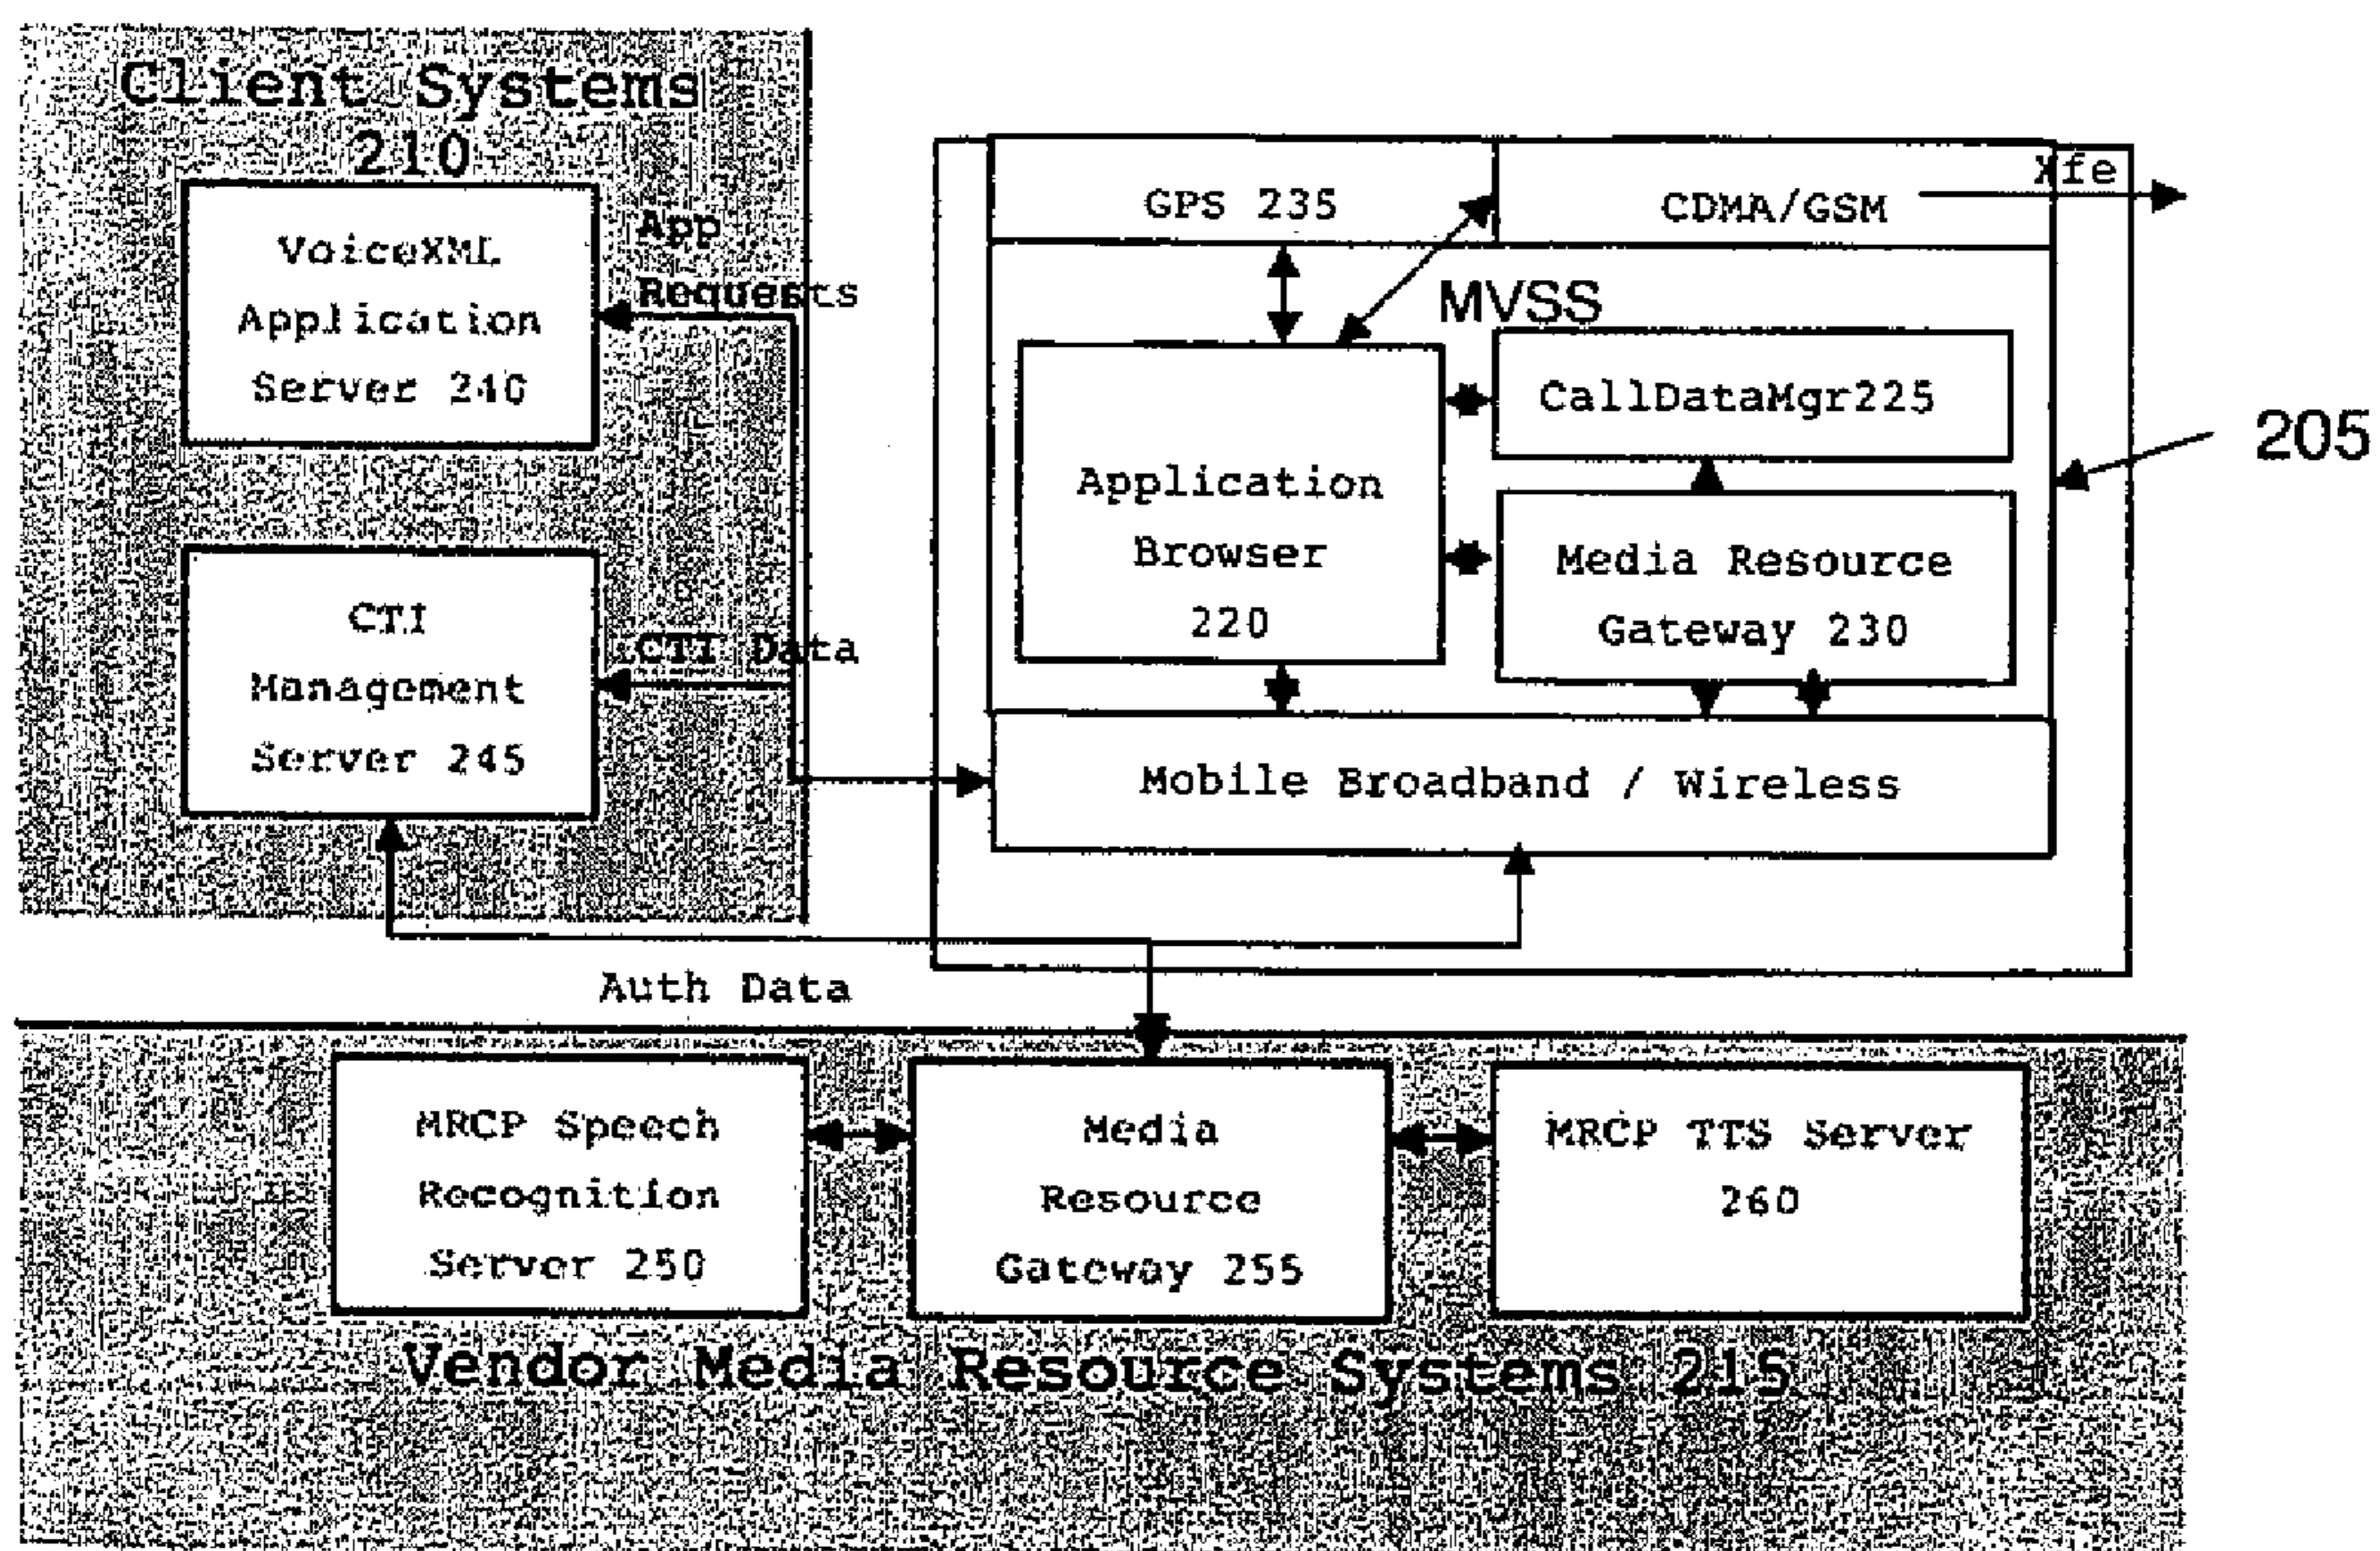 Client Systems
210
VoiceXML
Application
Server 240
App
Requests
CTI
Management
Server 245
CTI Data
GPS 235
CDMA/GSM
Xfe
MVSS
Application
Browser
220
CallDataMgr225
Media Resource
Gateway 230
205
Mobile Broadband / Wireless
Auth Data
MRCP Speech
Recognition
Server 250
Media
Resource
Gateway 255
MRCP TTS Server
260
Vendor Media Resource Systems 215